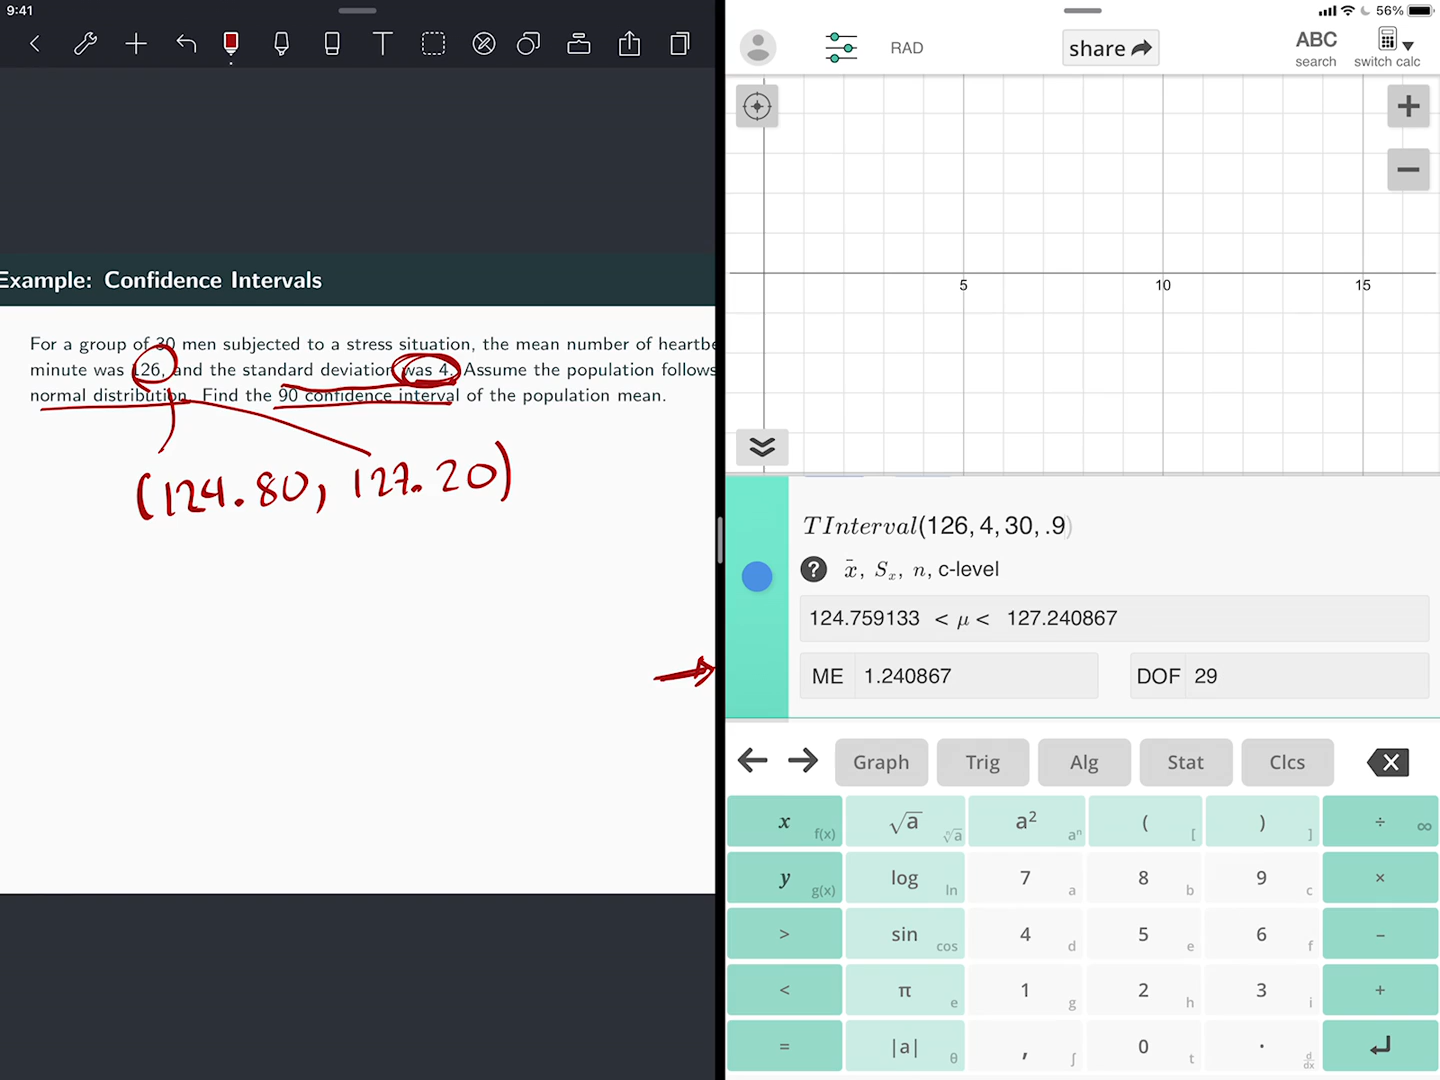 9:41
56%
T
RAD
share
ABC
search
switch calc
Example: Confidence Intervals
For a group of 30 men subjected to a stress situation, the mean number of heartbe
minute was 126, and the standard deviation was 4. Assume the population follows
normal distribution. Find the 90 confidence interval of the population mean.
(124.80, 127.20)
5 10 15
+
−
TInterval(126, 4, 30, .9)
? x̄, Sₓ, n, c-level
124.759133 < μ < 127.240867
ME 1.240867 DOF 29
← → Graph Trig Alg Stat Clcs X
x f(x) √a ⁿ√a a² aⁿ ( [ ) ] ÷ ∞
y g(x) log ln 7 a 8 b 9 c ×
> sin cos 4 d 5 e 6 f −
< π e 1 g 2 h 3 i +
= |a| θ , ∫ 0 t . d/dx